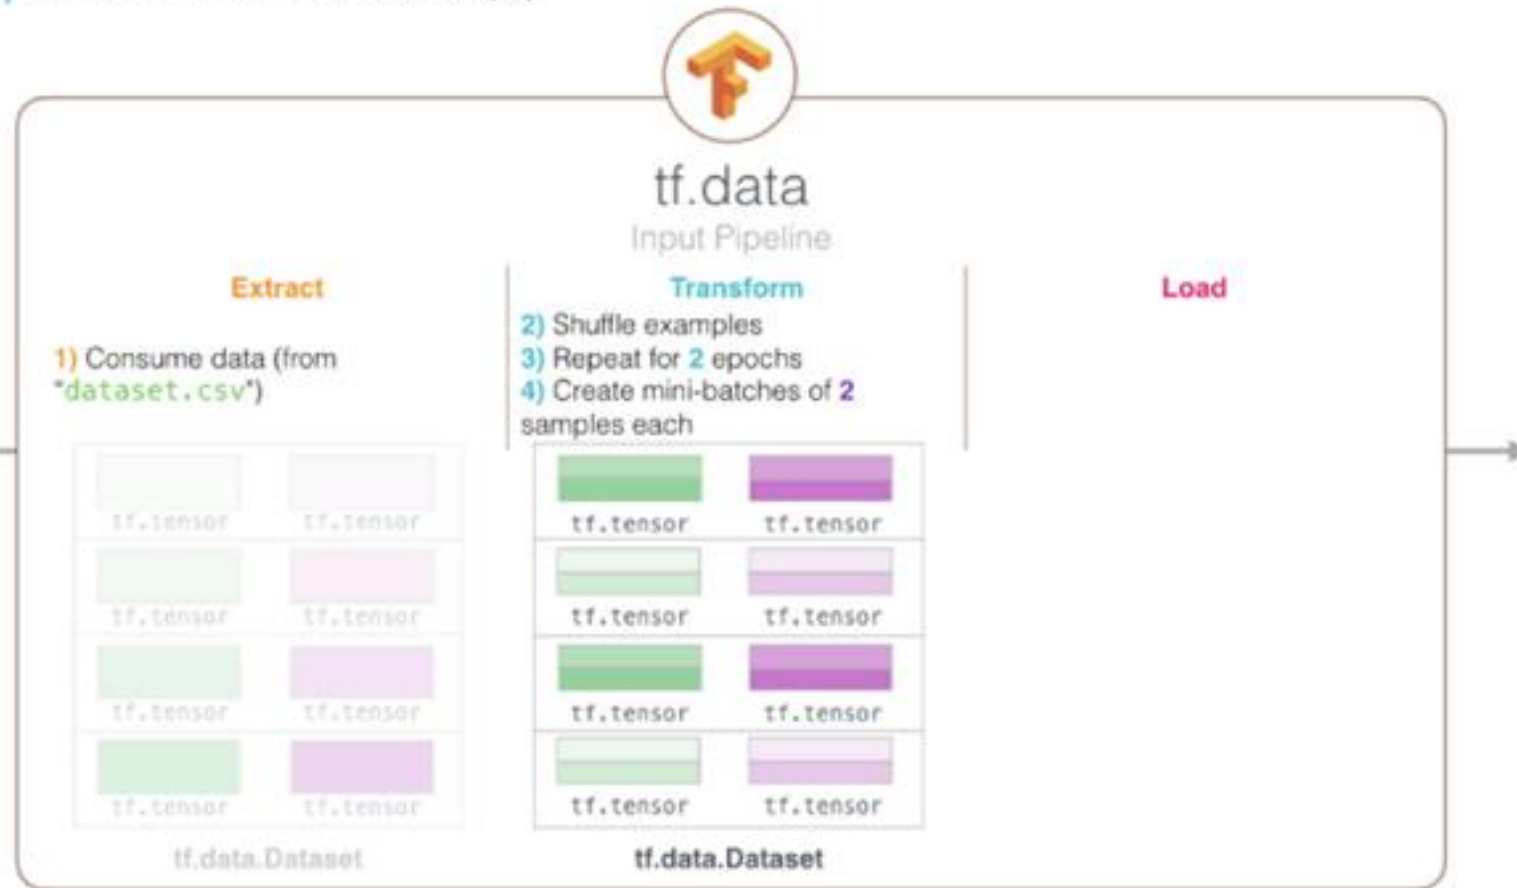 tf.data
Input Pipeline
Extract
1) Consume data (from
"dataset.csv")
tf.tensor tf.tensor
tf.tensor tf.tensor
tf.tensor tf.tensor
tf.tensor tf.tensor
tf.data.Dataset
Transform
2) Shuffle examples
3) Repeat for 2 epochs
4) Create mini-batches of 2
samples each
tf.tensor tf.tensor
tf.tensor tf.tensor
tf.tensor tf.tensor
tf.tensor tf.tensor
tf.data.Dataset
Load